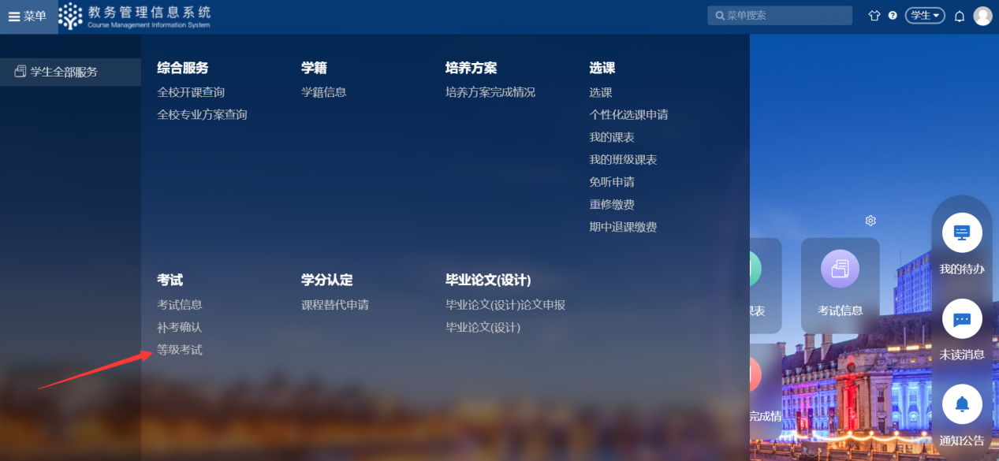 菜单
教务管理信息系统
Course Management Information System
菜单搜索
学生
学生全部服务
综合服务
全校开课查询
全校专业方案查询
学籍
学籍信息
培养方案
培养方案完成情况
选课
选课
个性化选课申请
我的课表
我的班级课表
免听申请
重修缴费
期中退课缴费
考试
考试信息
补考确认
等级考试
学分认定
课程替代申请
毕业论文(设计)
毕业论文(设计)论文申报
毕业论文(设计)
课表
考试信息
完成情
我的待办
未读消息
通知公告